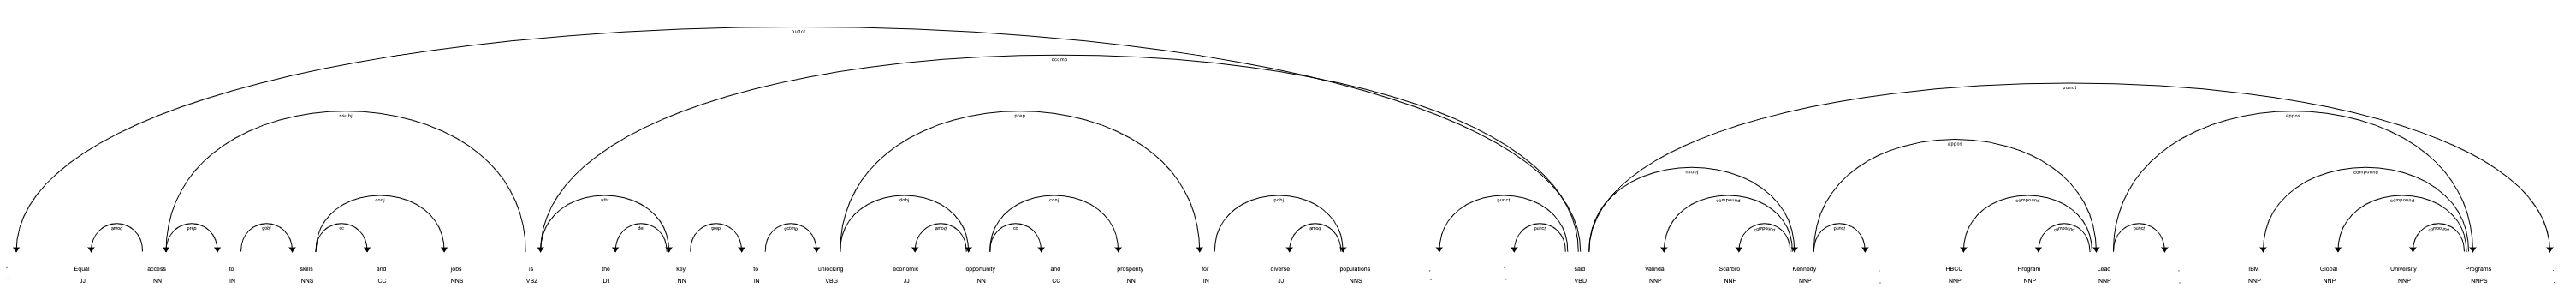 punct
ccomp
punct
nsubj prep appos
appos
nsubj compound
conj attr dobj conj pobj punct compound compound compound
amod prep pobj cc det prep pcomp amod cc amod punct compound punct compound punct compound
" Equal access to skills and jobs is the key to unlocking economic opportunity and prosperity for diverse populations , " said Valinda Scarbro Kennedy , HBCU Program Lead , IBM Global University Programs .
`` JJ NN IN NNS CC NNS VBZ DT NN IN VBG JJ NN CC NN IN JJ NNS " " VBD NNP NNP NNP , NNP NNP NNP , NNP NNP NNP NNPS .